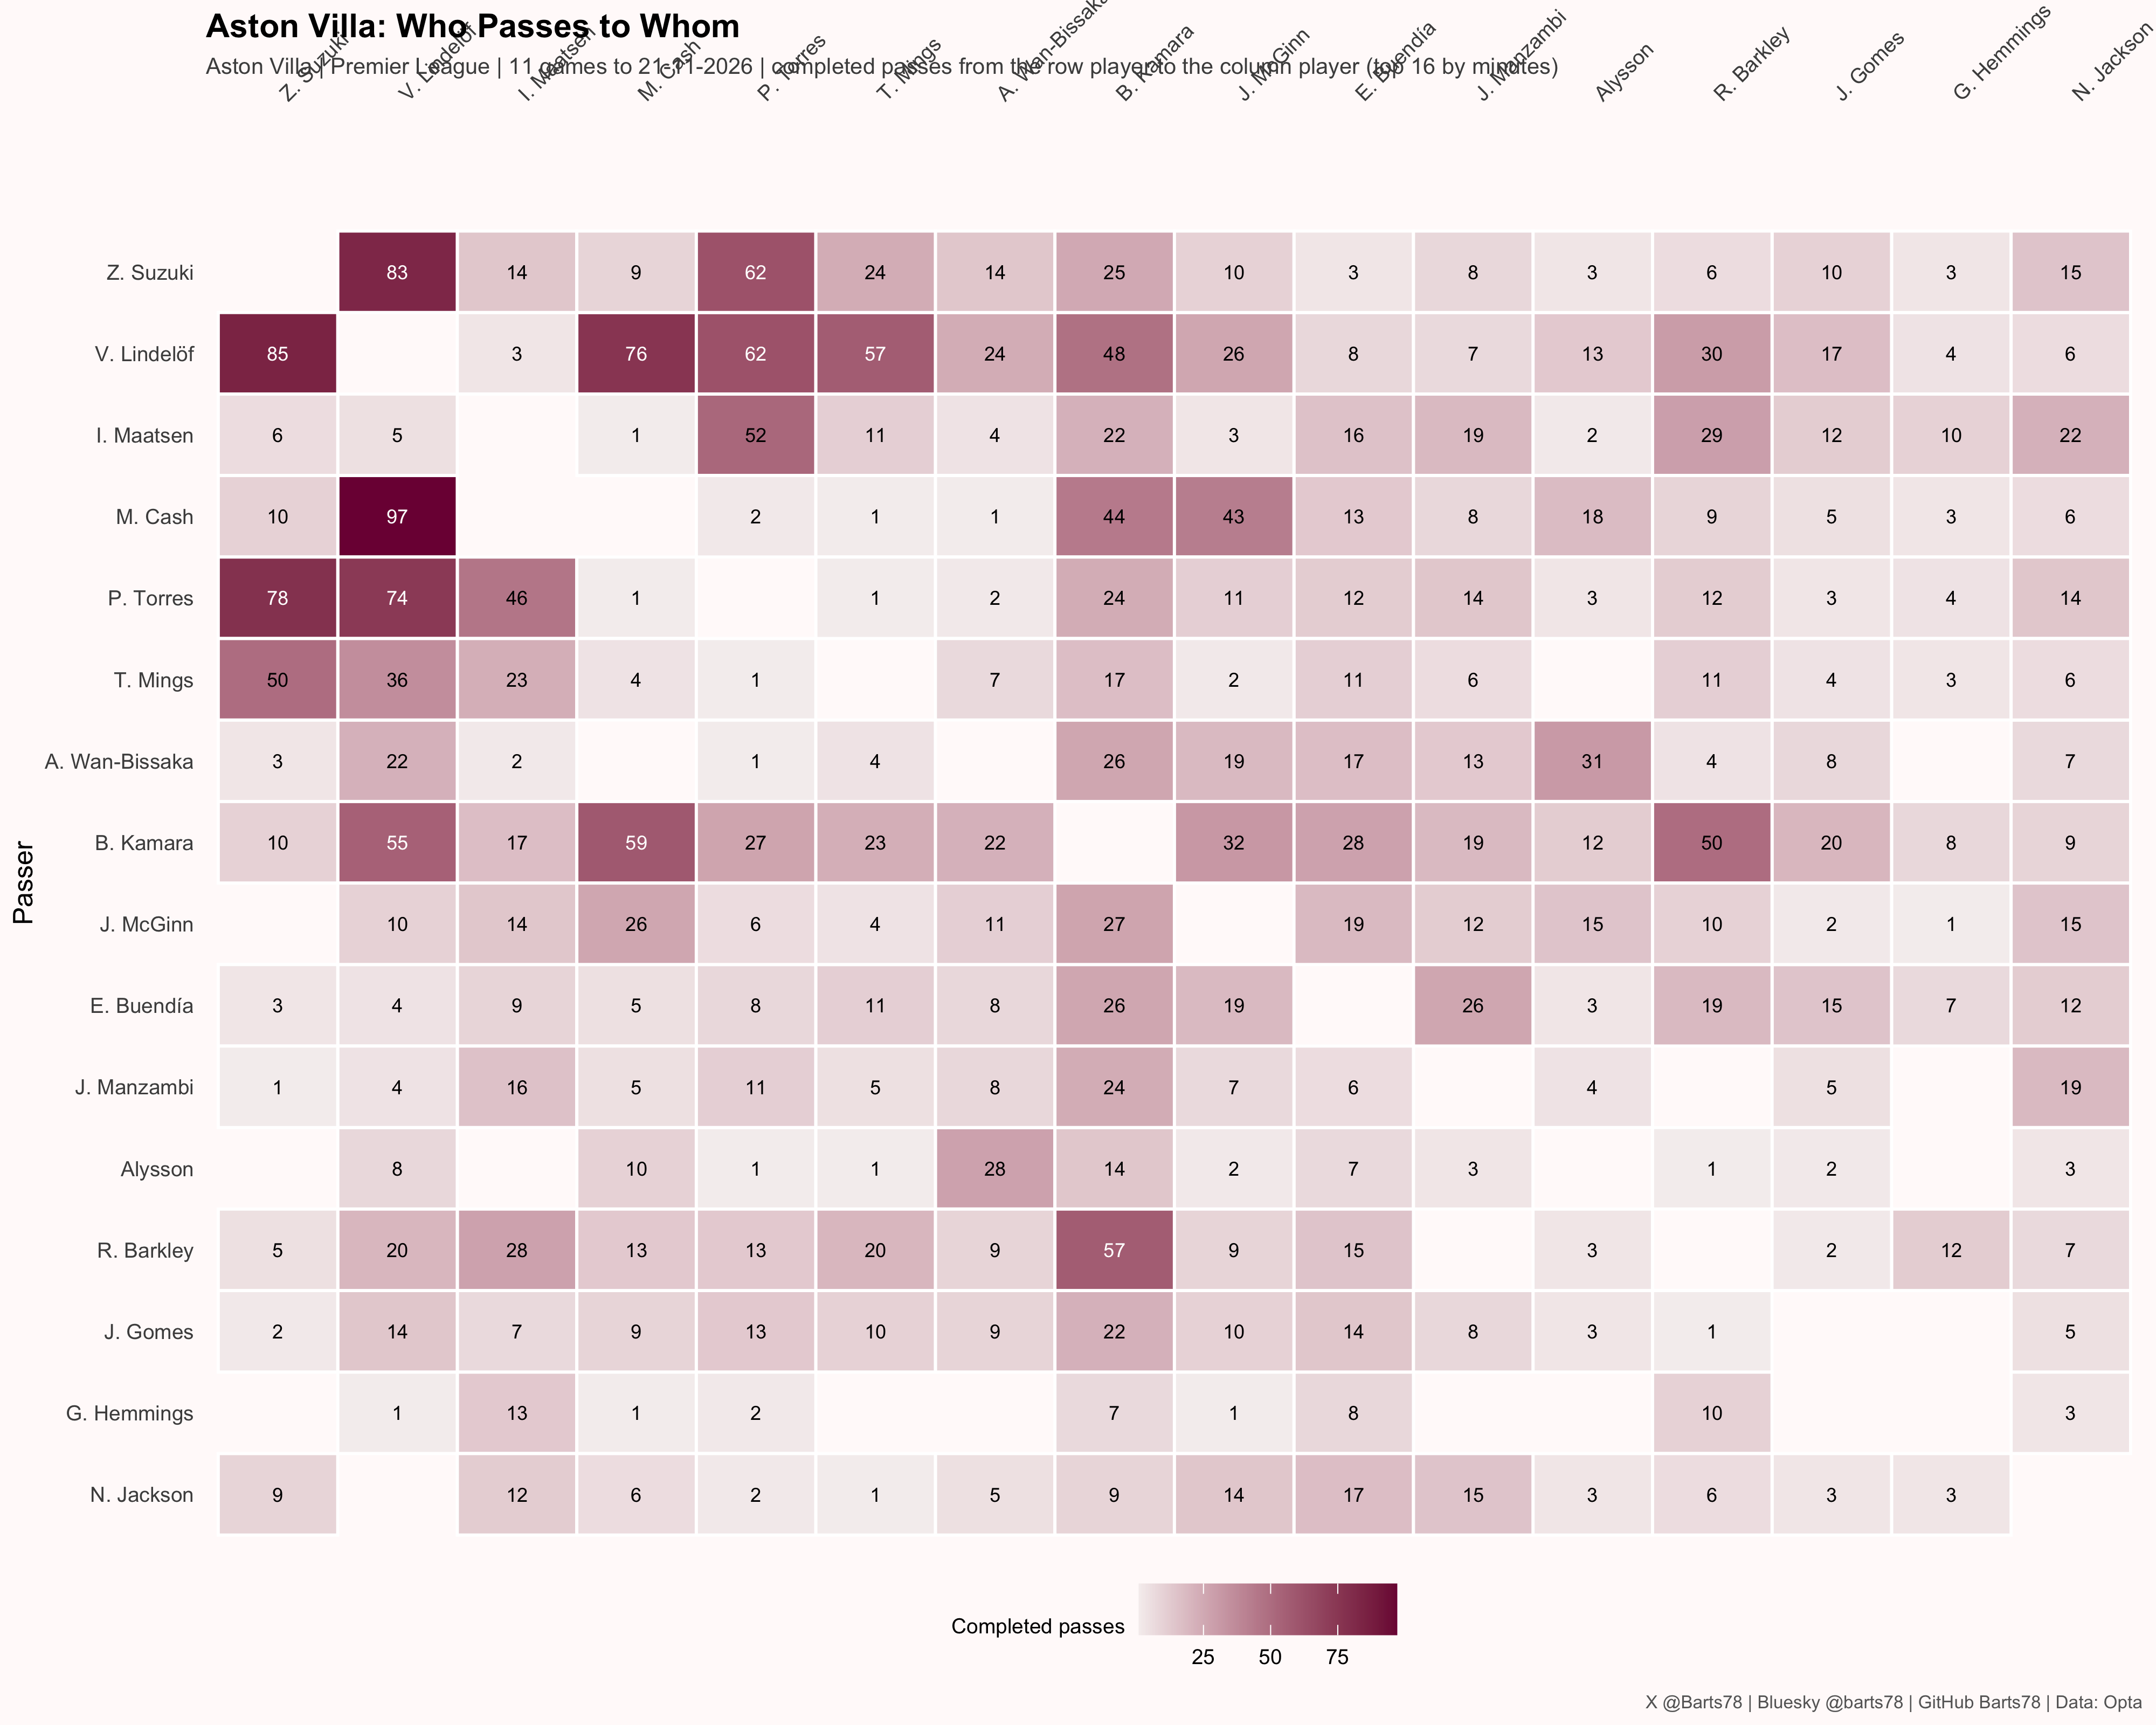 Aston Villa: Who Passes to Whom
Aston Villa | Premier League | 11 games to 21-11-2026 | completed passes from the row player to the column player (top 16 by minutes)
Z. Suzuki V. Lindelöf I. Maatsen M. Cash P. Torres T. Mings A. Wan-Bissaka B. Kamara J. McGinn E. Buendía J. Manzambi Alysson R. Barkley J. Gomes G. Hemmings N. Jackson
Z. Suzuki 83 14 9 62 24 14 25 10 3 8 3 6 10 3 15
V. Lindelöf 85 3 76 62 57 24 48 26 8 7 13 30 17 4 6
I. Maatsen 6 5 1 52 11 4 22 3 16 19 2 29 12 10 22
M. Cash 10 97 2 1 1 44 43 13 8 18 9 5 3 6
P. Torres 78 74 46 1 1 2 24 11 12 14 3 12 3 4 14
T. Mings 50 36 23 4 1 7 17 2 11 6 11 4 3 6
A. Wan-Bissaka 3 22 2 1 4 26 19 17 13 31 4 8 7
B. Kamara 10 55 17 59 27 23 22 32 28 19 12 50 20 8 9
J. McGinn 10 14 26 6 4 11 27 19 12 15 10 2 1 15
E. Buendía 3 4 9 5 8 11 8 26 19 26 3 19 15 7 12
J. Manzambi 1 4 16 5 11 5 8 24 7 6 4 5 19
Alysson 8 10 1 1 28 14 2 7 3 1 2 3
R. Barkley 5 20 28 13 13 20 9 57 9 15 3 2 12 7
J. Gomes 2 14 7 9 13 10 9 22 10 14 8 3 1 5
G. Hemmings 1 13 1 2 7 1 8 10 3
N. Jackson 9 12 6 2 1 5 9 14 17 15 3 6 3 3
Passer
Completed passes
25 50 75
X @Barts78 | Bluesky @barts78 | GitHub Barts78 | Data: Opta